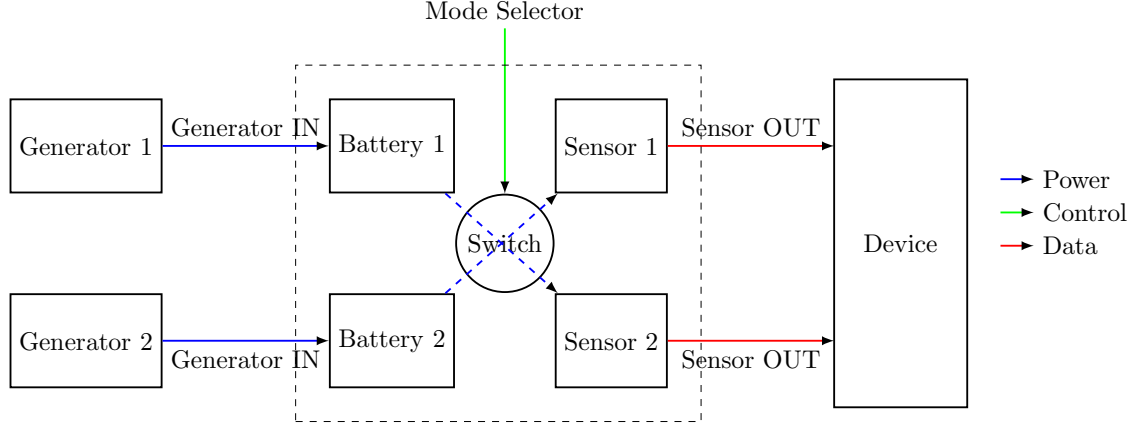 Mode Selector
Generator 1
Generator IN
Battery 1
Sensor 1
Sensor OUT
Switch
Device
Power
Control
Data
Generator 2
Generator IN
Battery 2
Sensor 2
Sensor OUT